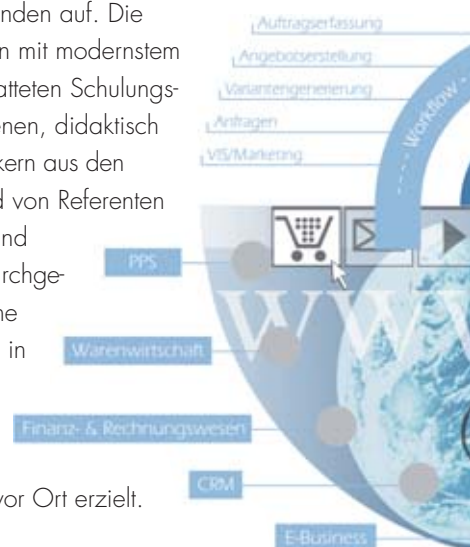 nden auf. Die
n mit modernstem
atteten Schulungs-
enen, didaktisch
kern aus den
d von Referenten
nd
rchge-
ne
in
vor Ort erzielt.
Auftragserfassung
Angebotserstellung
Variantengenerierung
Anfragen
VIS/Marketing
Workflow
PPS
WWW
Warenwirtschaft
Finanz- & Rechnungswesen
CRM
E-Business